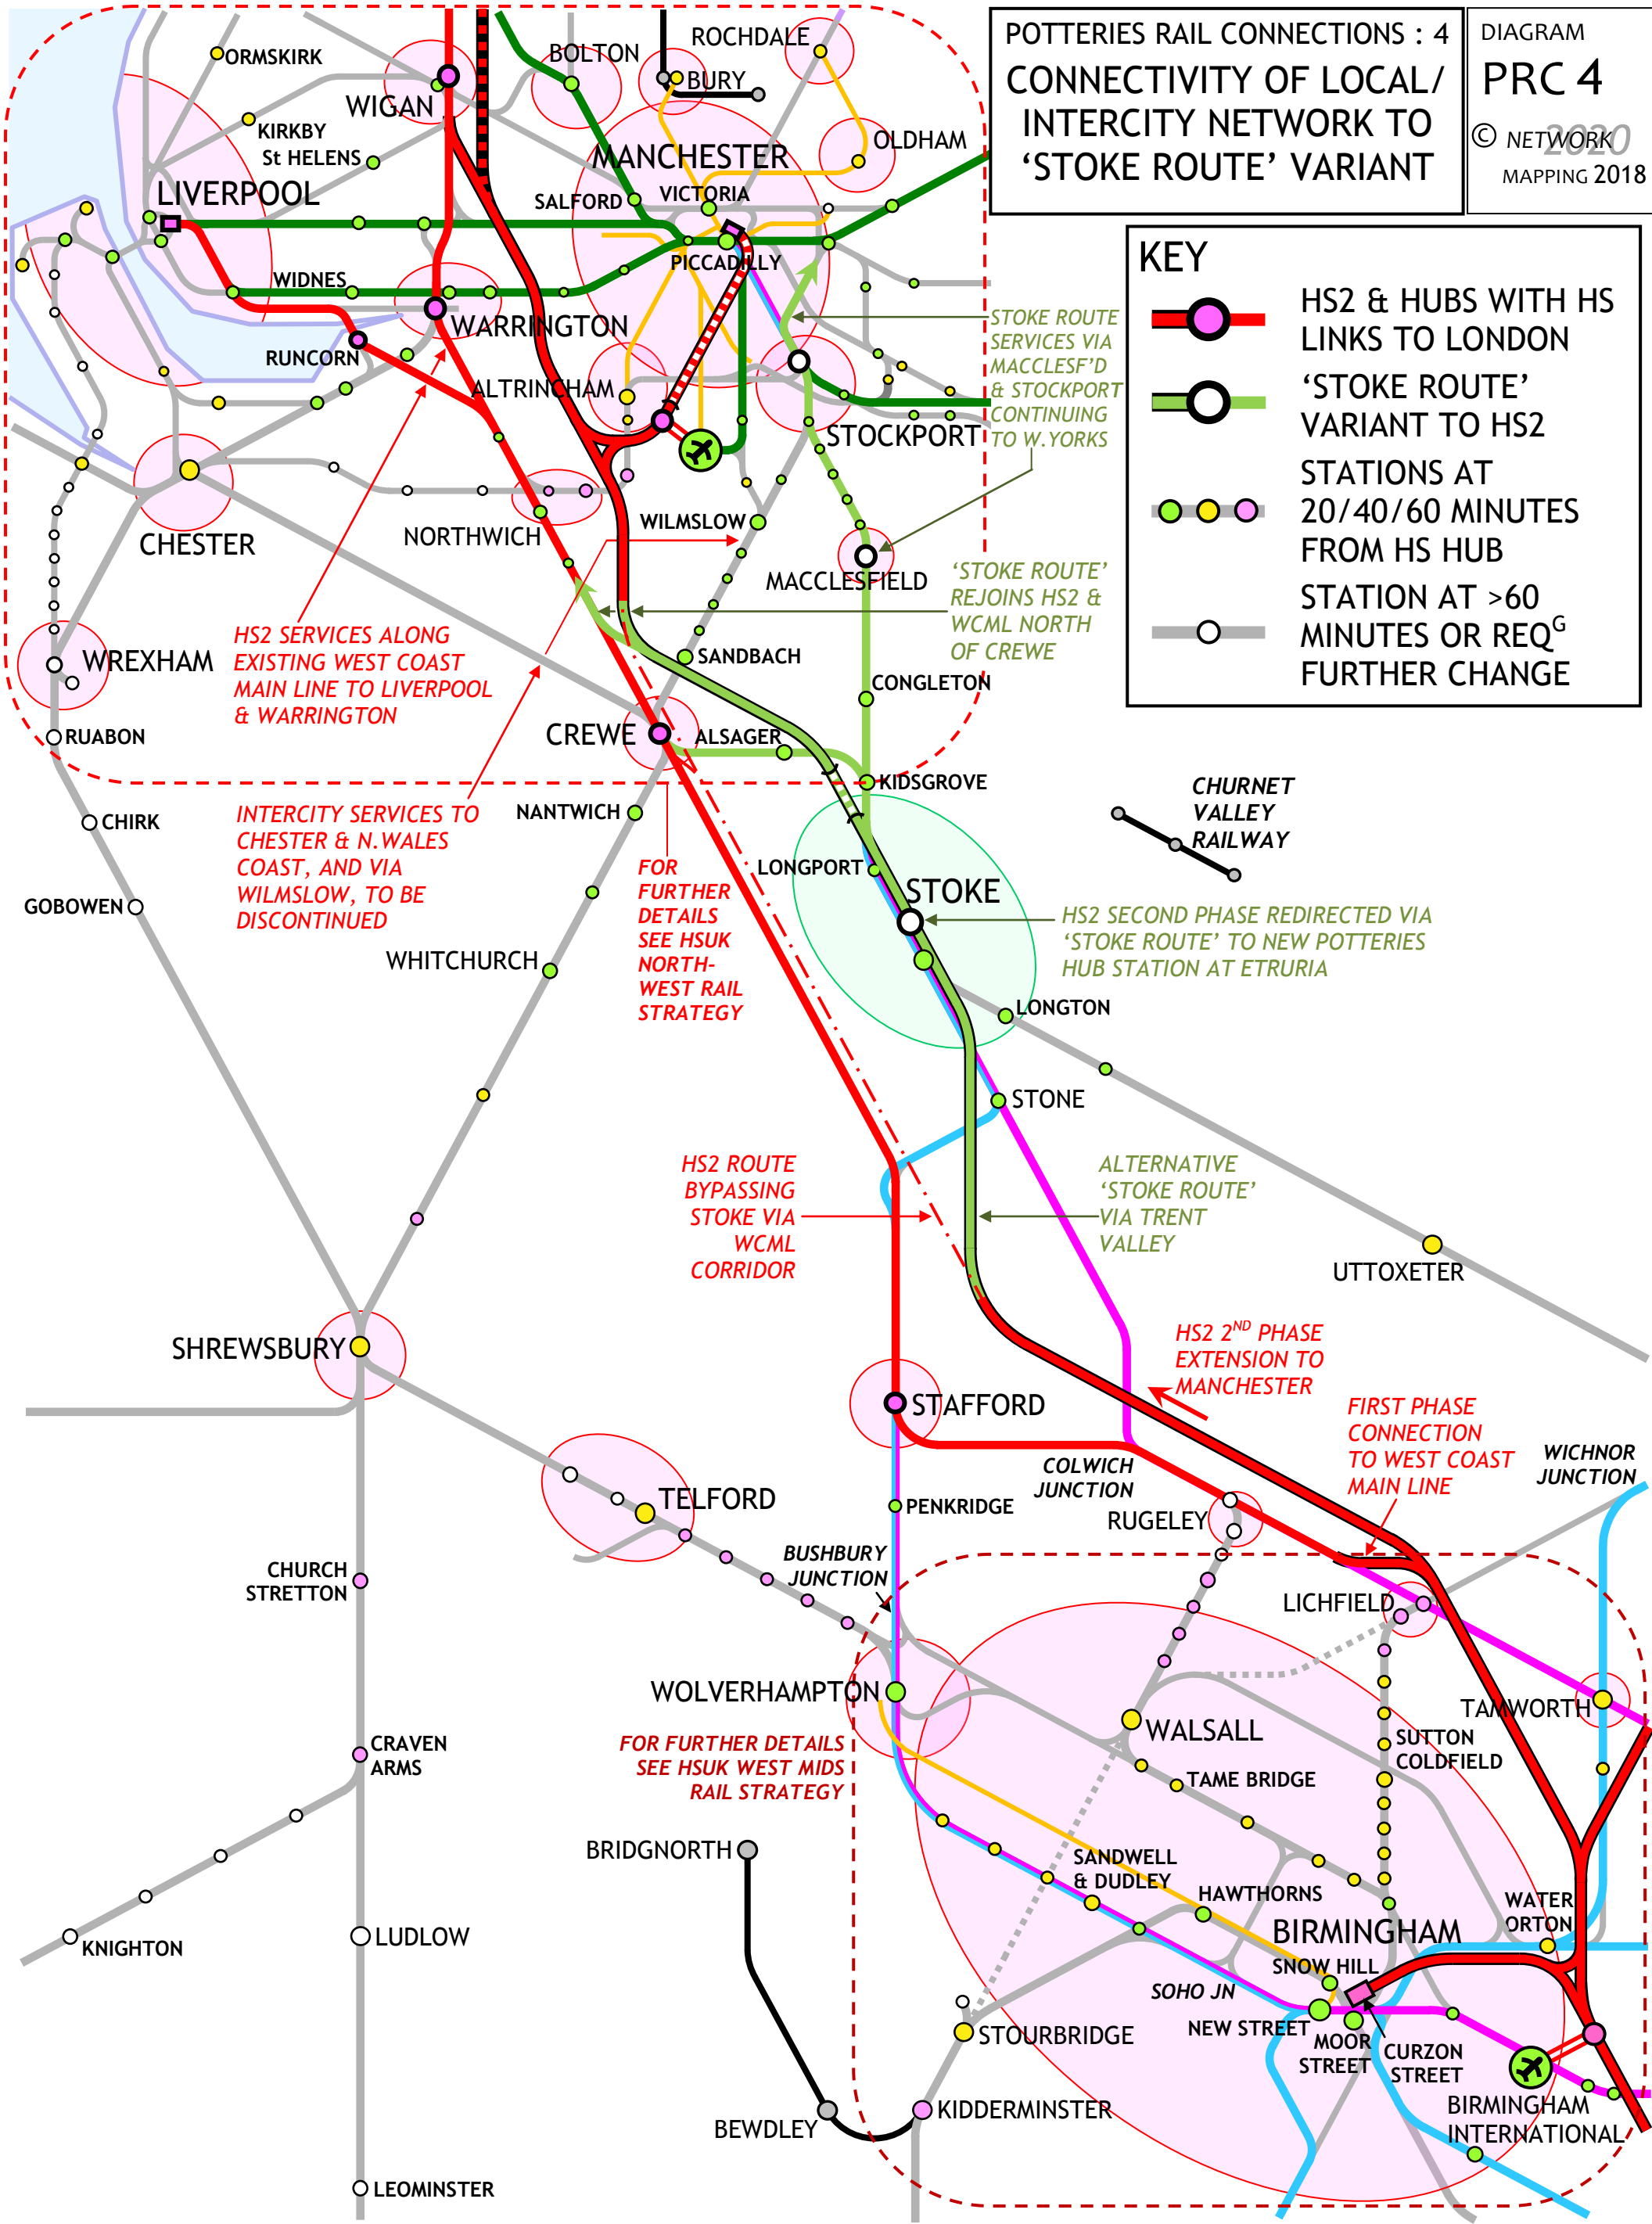 POTTERIES RAIL CONNECTIONS : 4
CONNECTIVITY OF LOCAL/
INTERCITY NETWORK TO
‘STOKE ROUTE’ VARIANT
DIAGRAM
PRC 4
© NETWORK 2020
MAPPING 2018
KEY
HS2 & HUBS WITH HS
LINKS TO LONDON
‘STOKE ROUTE’
VARIANT TO HS2
STATIONS AT
20/40/60 MINUTES
FROM HS HUB
STATION AT >60
MINUTES OR REQᴳ
FURTHER CHANGE
ORMSKIRK
BOLTON
ROCHDALE
BURY
WIGAN
KIRKBY
St HELENS
OLDHAM
MANCHESTER
LIVERPOOL
SALFORD
VICTORIA
PICCADILLY
WIDNES
WARRINGTON
RUNCORN
ALTRINCHAM
STOCKPORT
STOKE ROUTE
SERVICES VIA
MACCLESF’D
& STOCKPORT
CONTINUING
TO W.YORKS
CHESTER
NORTHWICH
WILMSLOW
MACCLESFIELD
‘STOKE ROUTE’
REJOINS HS2 &
WCML NORTH
OF CREWE
HS2 SERVICES ALONG
EXISTING WEST COAST
MAIN LINE TO LIVERPOOL
& WARRINGTON
WREXHAM
SANDBACH
CONGLETON
RUABON
CREWE
ALSAGER
KIDSGROVE
CHIRK
INTERCITY SERVICES TO
CHESTER & N.WALES
COAST, AND VIA
WILMSLOW, TO BE
DISCONTINUED
NANTWICH
CHURNET
VALLEY
RAILWAY
FOR
FURTHER
DETAILS
SEE HSUK
NORTH-
WEST RAIL
STRATEGY
LONGPORT
STOKE
GOBOWEN
HS2 SECOND PHASE REDIRECTED VIA
‘STOKE ROUTE’ TO NEW POTTERIES
HUB STATION AT ETRURIA
WHITCHURCH
LONGTON
STONE
HS2 ROUTE
BYPASSING
STOKE VIA
WCML
CORRIDOR
ALTERNATIVE
‘STOKE ROUTE’
VIA TRENT
VALLEY
UTTOXETER
SHREWSBURY
HS2 2ᴺᴰ PHASE
EXTENSION TO
MANCHESTER
STAFFORD
FIRST PHASE
CONNECTION
TO WEST COAST
MAIN LINE
WICHNOR
JUNCTION
COLWICH
JUNCTION
TELFORD
PENKRIDGE
RUGELEY
BUSHBURY
JUNCTION
CHURCH
STRETTON
LICHFIELD
WOLVERHAMPTON
TAMWORTH
WALSALL
SUTTON
COLDFIELD
FOR FURTHER DETAILS
SEE HSUK WEST MIDS
RAIL STRATEGY
TAME BRIDGE
CRAVEN
ARMS
BRIDGNORTH
SANDWELL
& DUDLEY
HAWTHORNS
WATER
ORTON
BIRMINGHAM
KNIGHTON
LUDLOW
SNOW HILL
SOHO JN
NEW STREET
MOOR
STREET
CURZON
STREET
STOURBRIDGE
BEWDLEY
KIDDERMINSTER
BIRMINGHAM
INTERNATIONAL
LEOMINSTER